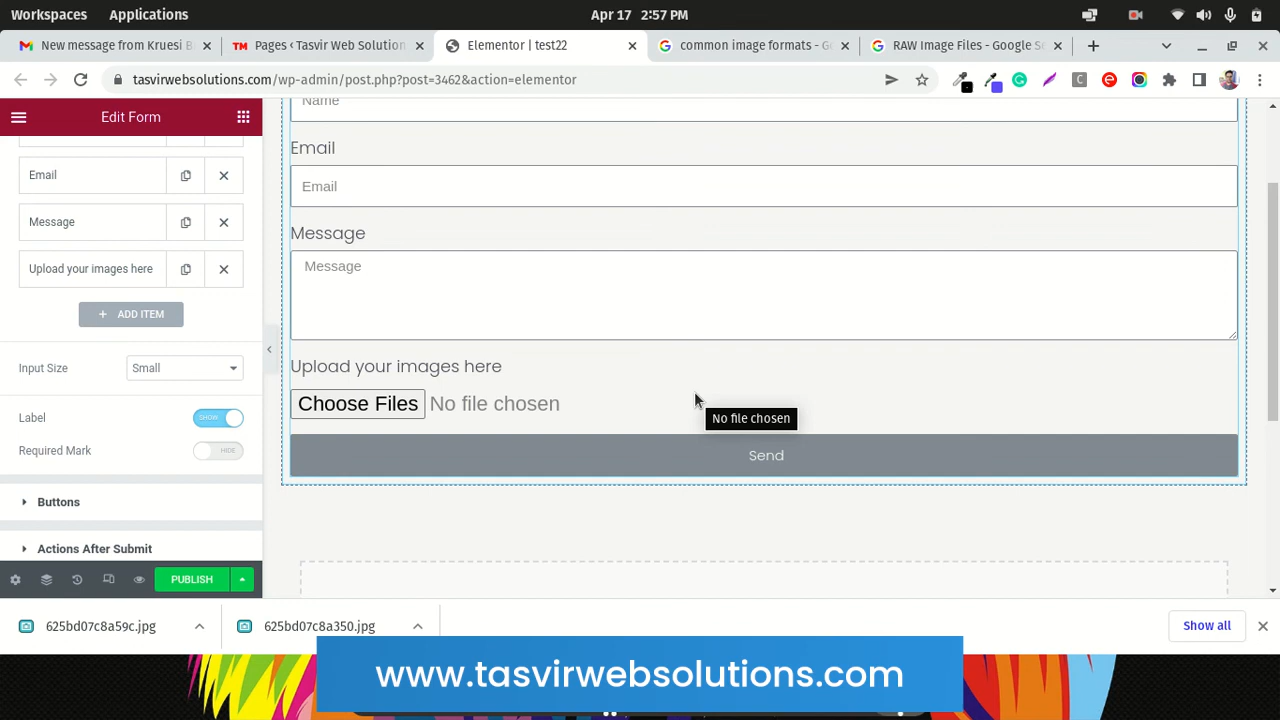 Workspaces Applications Apr 17 2:57 PM
New message from Kruesi B
Pages ‹ Tasvir Web Solution
Elementor | test22
common image formats - G
RAW Image Files - Google S
tasvirwebsolutions.com/wp-admin/post.php?post=3462&action=elementor
Edit Form
Email
Message
Upload your images here
+ ADD ITEM
Input Size Small
Label SHOW
Required Mark HIDE
Buttons
Actions After Submit
PUBLISH
Name
Email
Email
Message
Message
Upload your images here
Choose Files No file chosen
No file chosen
Send
625bd07c8a59c.jpg
625bd07c8a350.jpg
Show all
www.tasvirwebsolutions.com